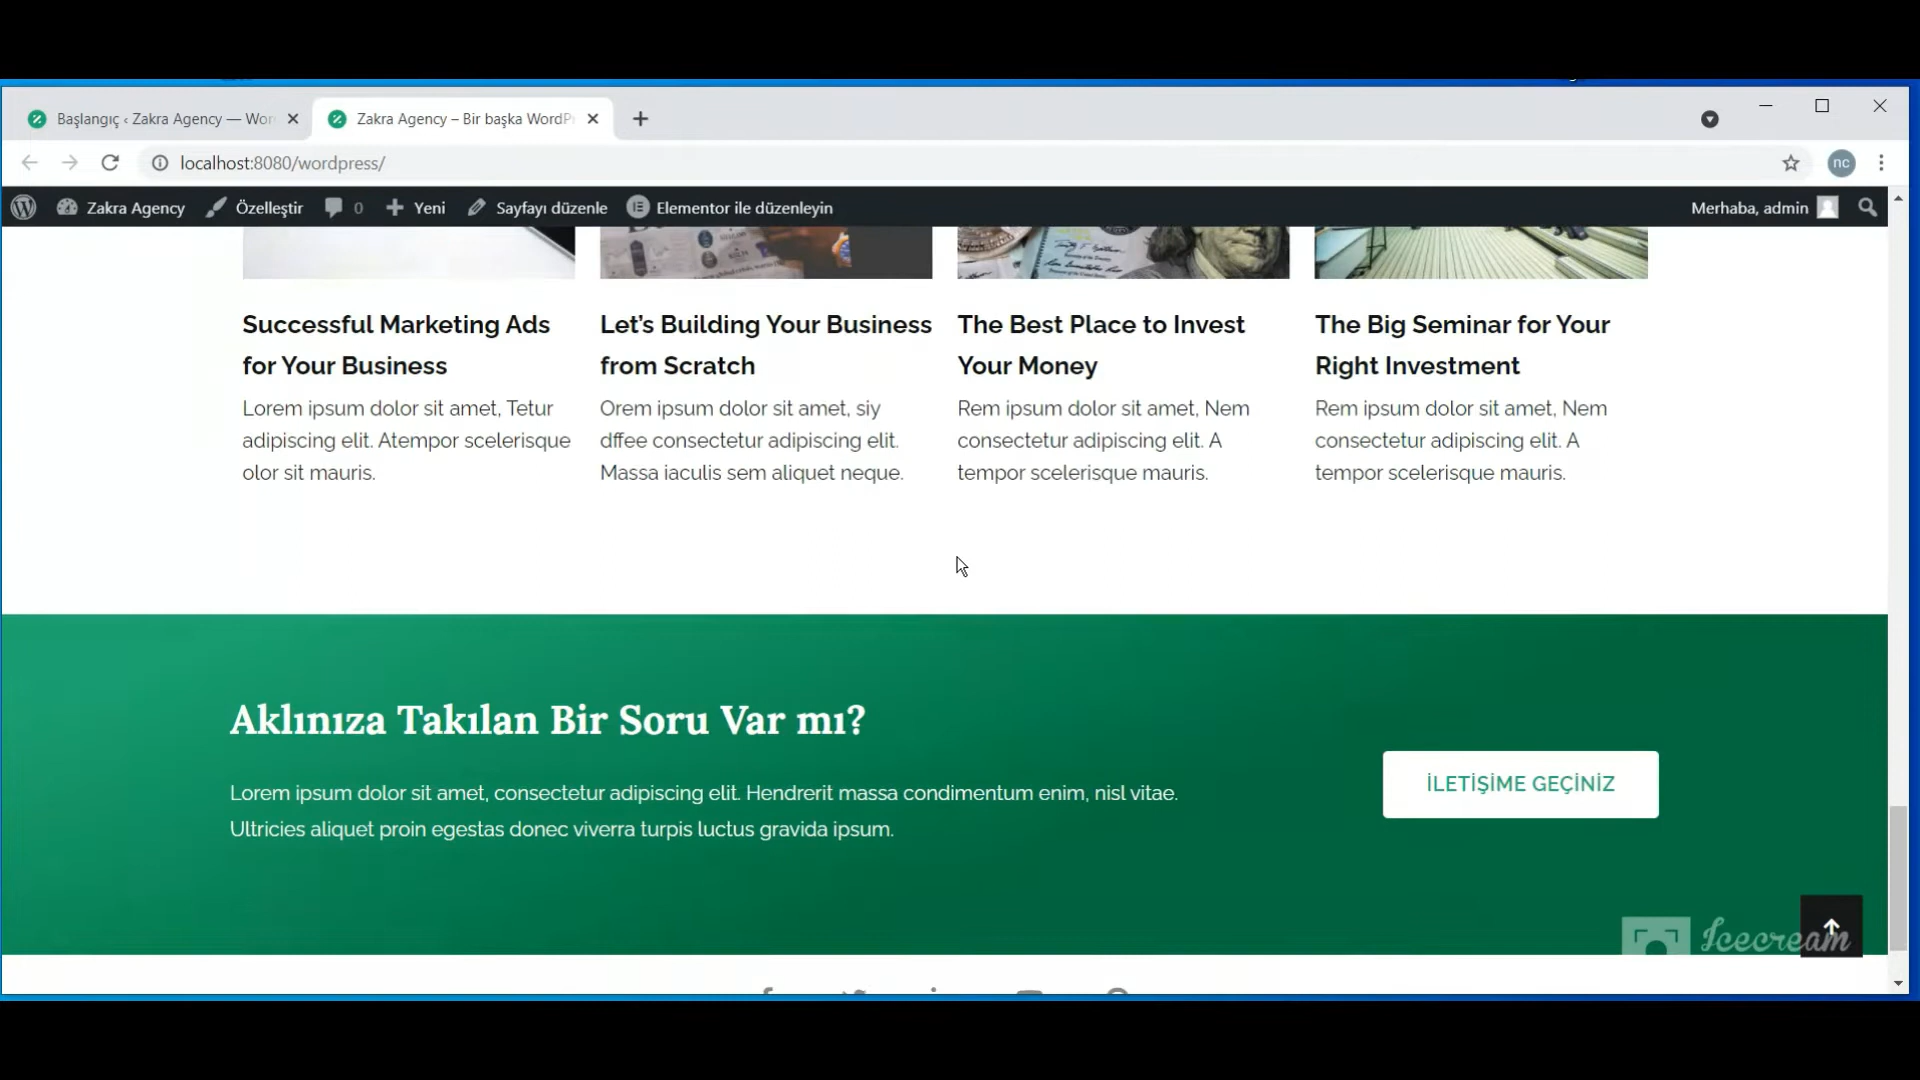 Başlangıç ‹ Zakra Agency — Wor
Zakra Agency – Bir başka WordP
localhost:8080/wordpress/
nc
Zakra Agency
Özelleştir
0
Yeni
Sayfayı düzenle
Elementor ile düzenleyin
Merhaba, admin
Successful Marketing Ads
for Your Business
Lorem ipsum dolor sit amet, Tetur
adipiscing elit. Atempor scelerisque
olor sit mauris.
Let’s Building Your Business
from Scratch
Orem ipsum dolor sit amet, siy
dffee consectetur adipiscing elit.
Massa iaculis sem aliquet neque.
The Best Place to Invest
Your Money
Rem ipsum dolor sit amet, Nem
consectetur adipiscing elit. A
tempor scelerisque mauris.
The Big Seminar for Your
Right Investment
Rem ipsum dolor sit amet, Nem
consectetur adipiscing elit. A
tempor scelerisque mauris.
Aklınıza Takılan Bir Soru Var mı?
Lorem ipsum dolor sit amet, consectetur adipiscing elit. Hendrerit massa condimentum enim, nisl vitae.
Ultricies aliquet proin egestas donec viverra turpis luctus gravida ipsum.
İLETİŞİME GEÇİNİZ
Icecream